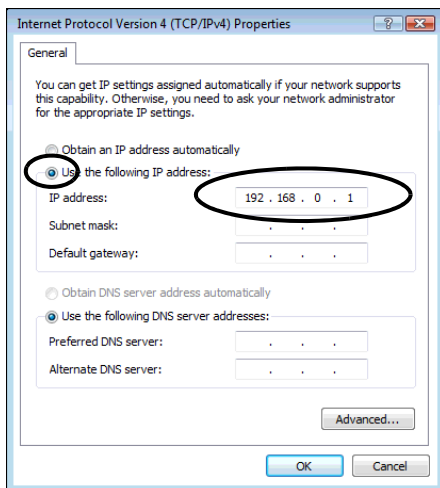 Internet Protocol Version 4 (TCP/IPv4) Properties
General
You can get IP settings assigned automatically if your network supports
this capability. Otherwise, you need to ask your network administrator
for the appropriate IP settings.
Obtain an IP address automatically
Use the following IP address:
IP address: 192 . 168 . 0 . 1
Subnet mask: . . .
Default gateway: . . .
Obtain DNS server address automatically
Use the following DNS server addresses:
Preferred DNS server: . . .
Alternate DNS server: . . .
Advanced...
OK Cancel